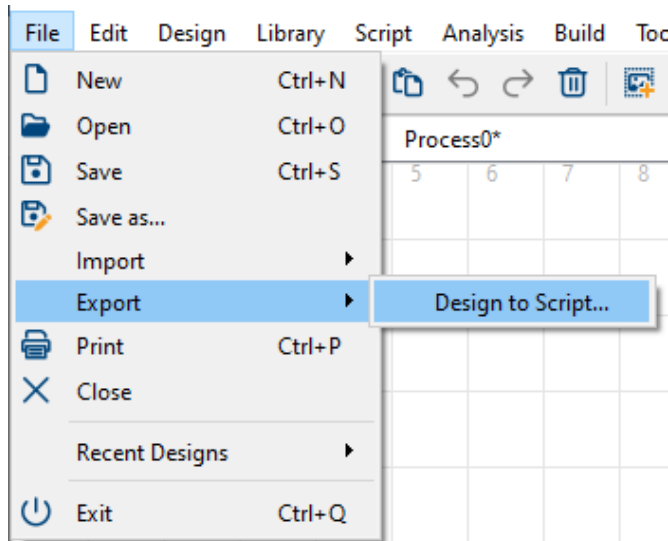 File Edit Design Library Script Analysis Build
New Ctrl+N
Open Ctrl+O
Process0*
Save Ctrl+S
5 6 7 8
Save as...
Import
Export
Design to Script...
Print Ctrl+P
Close
Recent Designs
Exit Ctrl+Q